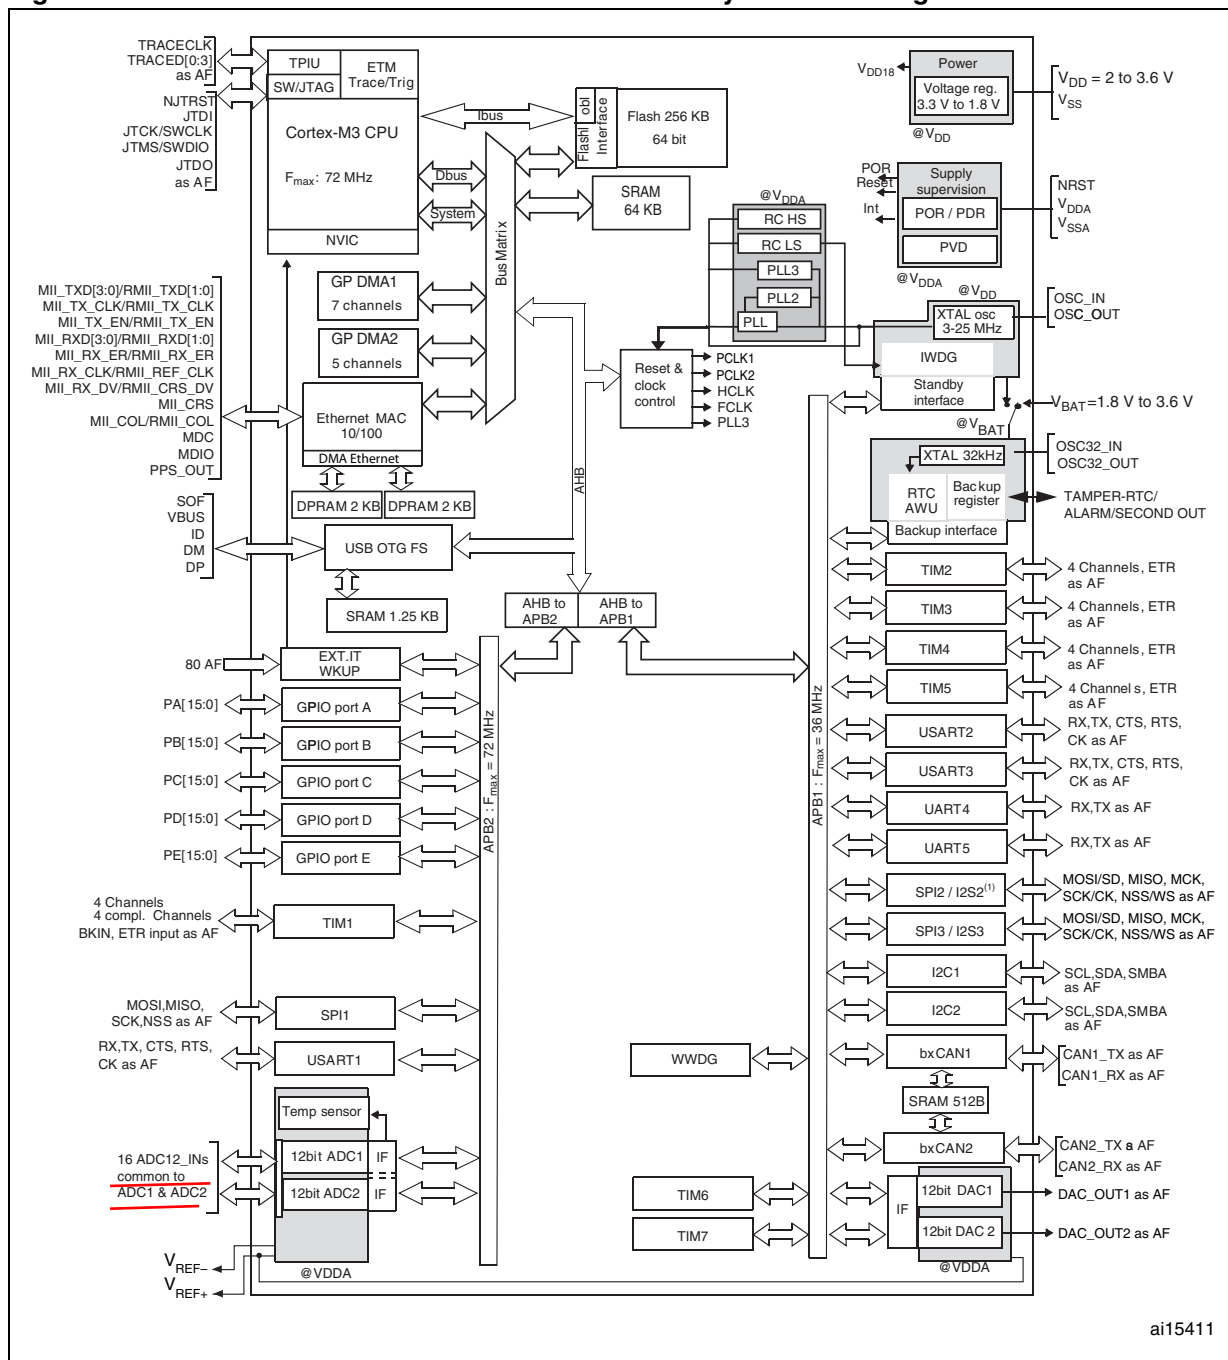 TRACECLK
TRACED[0:3]
as AF
NJTRST
JTDI
JTCK/SWCLK
JTMS/SWDIO
JTDO
as AF
TPIU
SW/JTAG
ETM
Trace/Trig
Cortex-M3 CPU
Fmax: 72 MHz
NVIC
Ibus
Dbus
System
Bus Matrix
Flashl obl
Interface
Flash 256 KB
64 bit
SRAM
64 KB
VDD18
Power
Voltage reg.
3.3 V to 1.8 V
@VDD
VDD = 2 to 3.6 V
VSS
POR
Reset
Int
Supply
supervision
POR / PDR
PVD
@VDDA
NRST
VDDA
VSSA
@VDDA
RC HS
RC LS
PLL3
PLL2
PLL
@VDD
XTAL osc
3-25 MHz
IWDG
Standby
interface
OSC_IN
OSC_OUT
GP DMA1
7 channels
GP DMA2
5 channels
MII_TXD[3:0]/RMII_TXD[1:0]
MII_TX_CLK/RMII_TX_CLK
MII_TX_EN/RMII_TX_EN
MII_RXD[3:0]/RMII_RXD[1:0]
MII_RX_ER/RMII_RX_ER
MII_RX_CLK/RMII_REF_CLK
MII_RX_DV/RMII_CRS_DV
MII_CRS
MII_COL/RMII_COL
MDC
MDIO
PPS_OUT
Ethernet MAC
10/100
DMA Ethernet
DPRAM 2 KB
DPRAM 2 KB
Reset &
clock
control
PCLK1
PCLK2
HCLK
FCLK
PLL3
VBAT=1.8 V to 3.6 V
@VBAT
XTAL 32kHz
RTC
AWU
Backup
register
Backup interface
OSC32_IN
OSC32_OUT
TAMPER-RTC/
ALARM/SECOND OUT
AHB
SOF
VBUS
ID
DM
DP
USB OTG FS
SRAM 1.25 KB
AHB to
APB2
AHB to
APB1
80 AF
EXT.IT
WKUP
PA[15:0]
GPIO port A
PB[15:0]
GPIO port B
PC[15:0]
GPIO port C
PD[15:0]
GPIO port D
PE[15:0]
GPIO port E
4 Channels
4 compl. Channels
BKIN, ETR input as AF
TIM1
MOSI,MISO,
SCK,NSS as AF
SPI1
RX,TX, CTS, RTS,
CK as AF
USART1
Temp sensor
16 ADC12_INs
common to
ADC1 & ADC2
12bit ADC1
IF
12bit ADC2
IF
VREF–
VREF+
@VDDA
APB2 : Fmax = 72 MHz
APB1 : Fmax = 36 MHz
WWDG
TIM6
TIM7
TIM2
4 Channels, ETR
as AF
TIM3
4 Channels, ETR
as AF
TIM4
4 Channels, ETR
as AF
TIM5
4 Channels, ETR
as AF
USART2
RX,TX, CTS, RTS,
CK as AF
USART3
RX,TX, CTS, RTS,
CK as AF
UART4
RX,TX as AF
UART5
RX,TX as AF
SPI2 / I2S2(1)
MOSI/SD, MISO, MCK,
SCK/CK, NSS/WS as AF
SPI3 / I2S3
MOSI/SD, MISO, MCK,
SCK/CK, NSS/WS as AF
I2C1
SCL,SDA,SMBA
as AF
I2C2
SCL,SDA,SMBA
as AF
bxCAN1
CAN1_TX as AF
CAN1_RX as AF
SRAM 512B
bxCAN2
CAN2_TX a AF
CAN2_RX as AF
IF
12bit DAC1
DAC_OUT1 as AF
12bit DAC 2
DAC_OUT2 as AF
@VDDA
ai15411